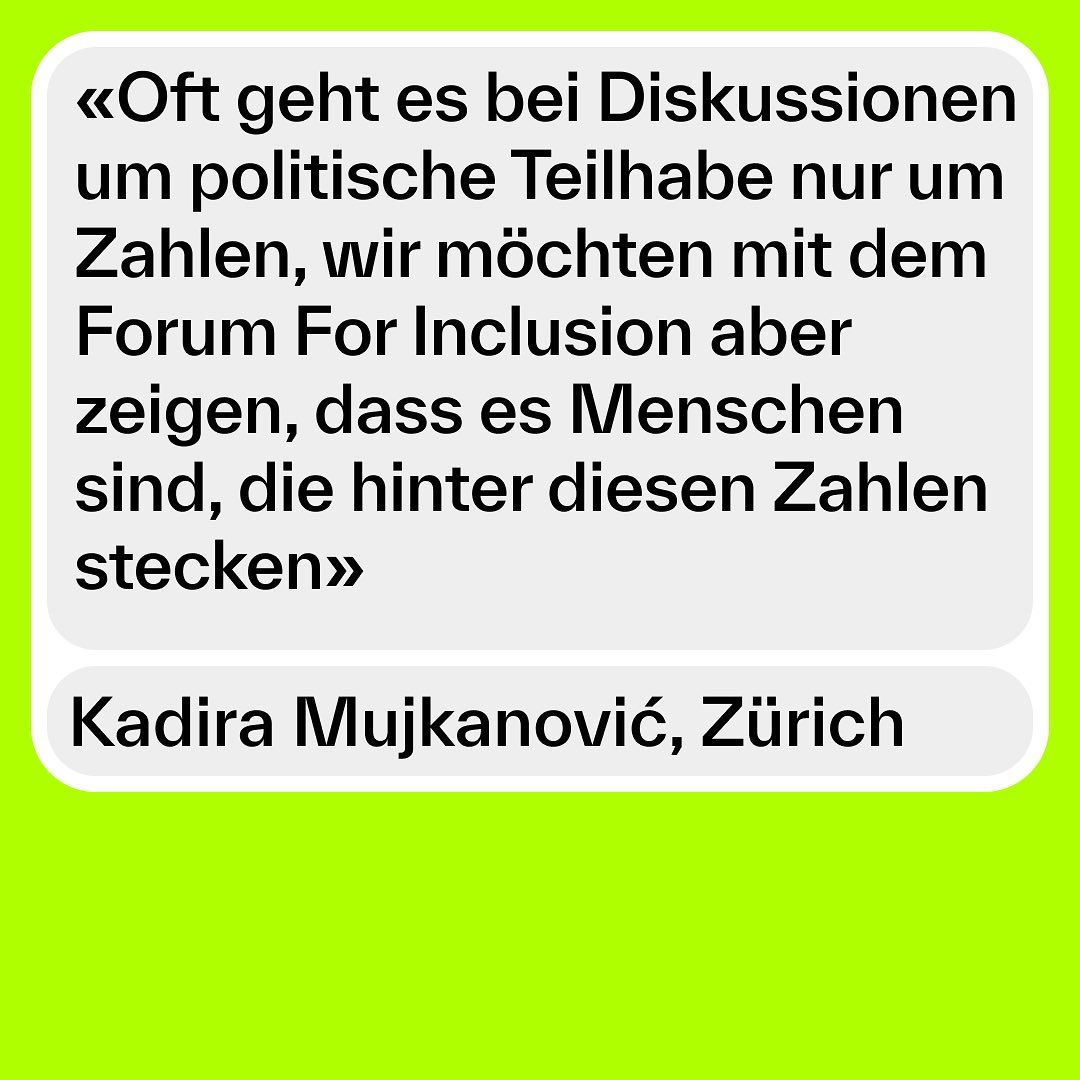 «Oft geht es bei Diskussionen
um politische Teilhabe nur um
Zahlen, wir möchten mit dem
Forum For Inclusion aber
zeigen, dass es Menschen
sind, die hinter diesen Zahlen
stecken»
Kadira Mujkanović, Zürich